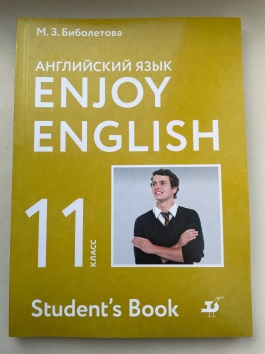 М. З. Биболетова
АНГЛИЙСКИЙ ЯЗЫК
ENJOY
ENGLISH
11
КЛАСС
Student's Book